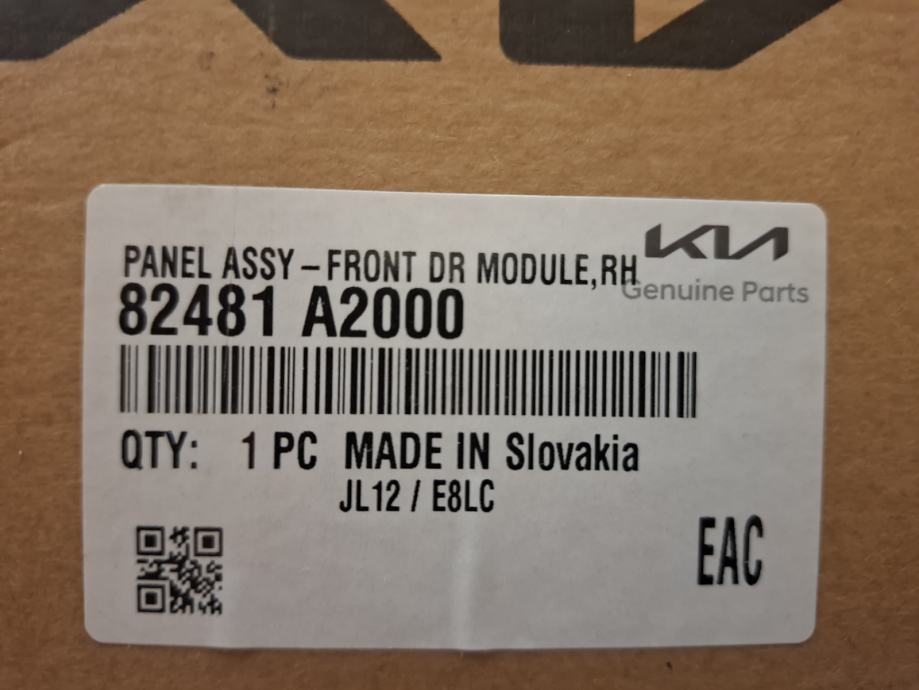 KIA
PANEL ASSY-FRONT DR MODULE,RH
Genuine Parts
82481 A2000
QTY: 1 PC MADE IN Slovakia
JL12 / E8LC
EAC